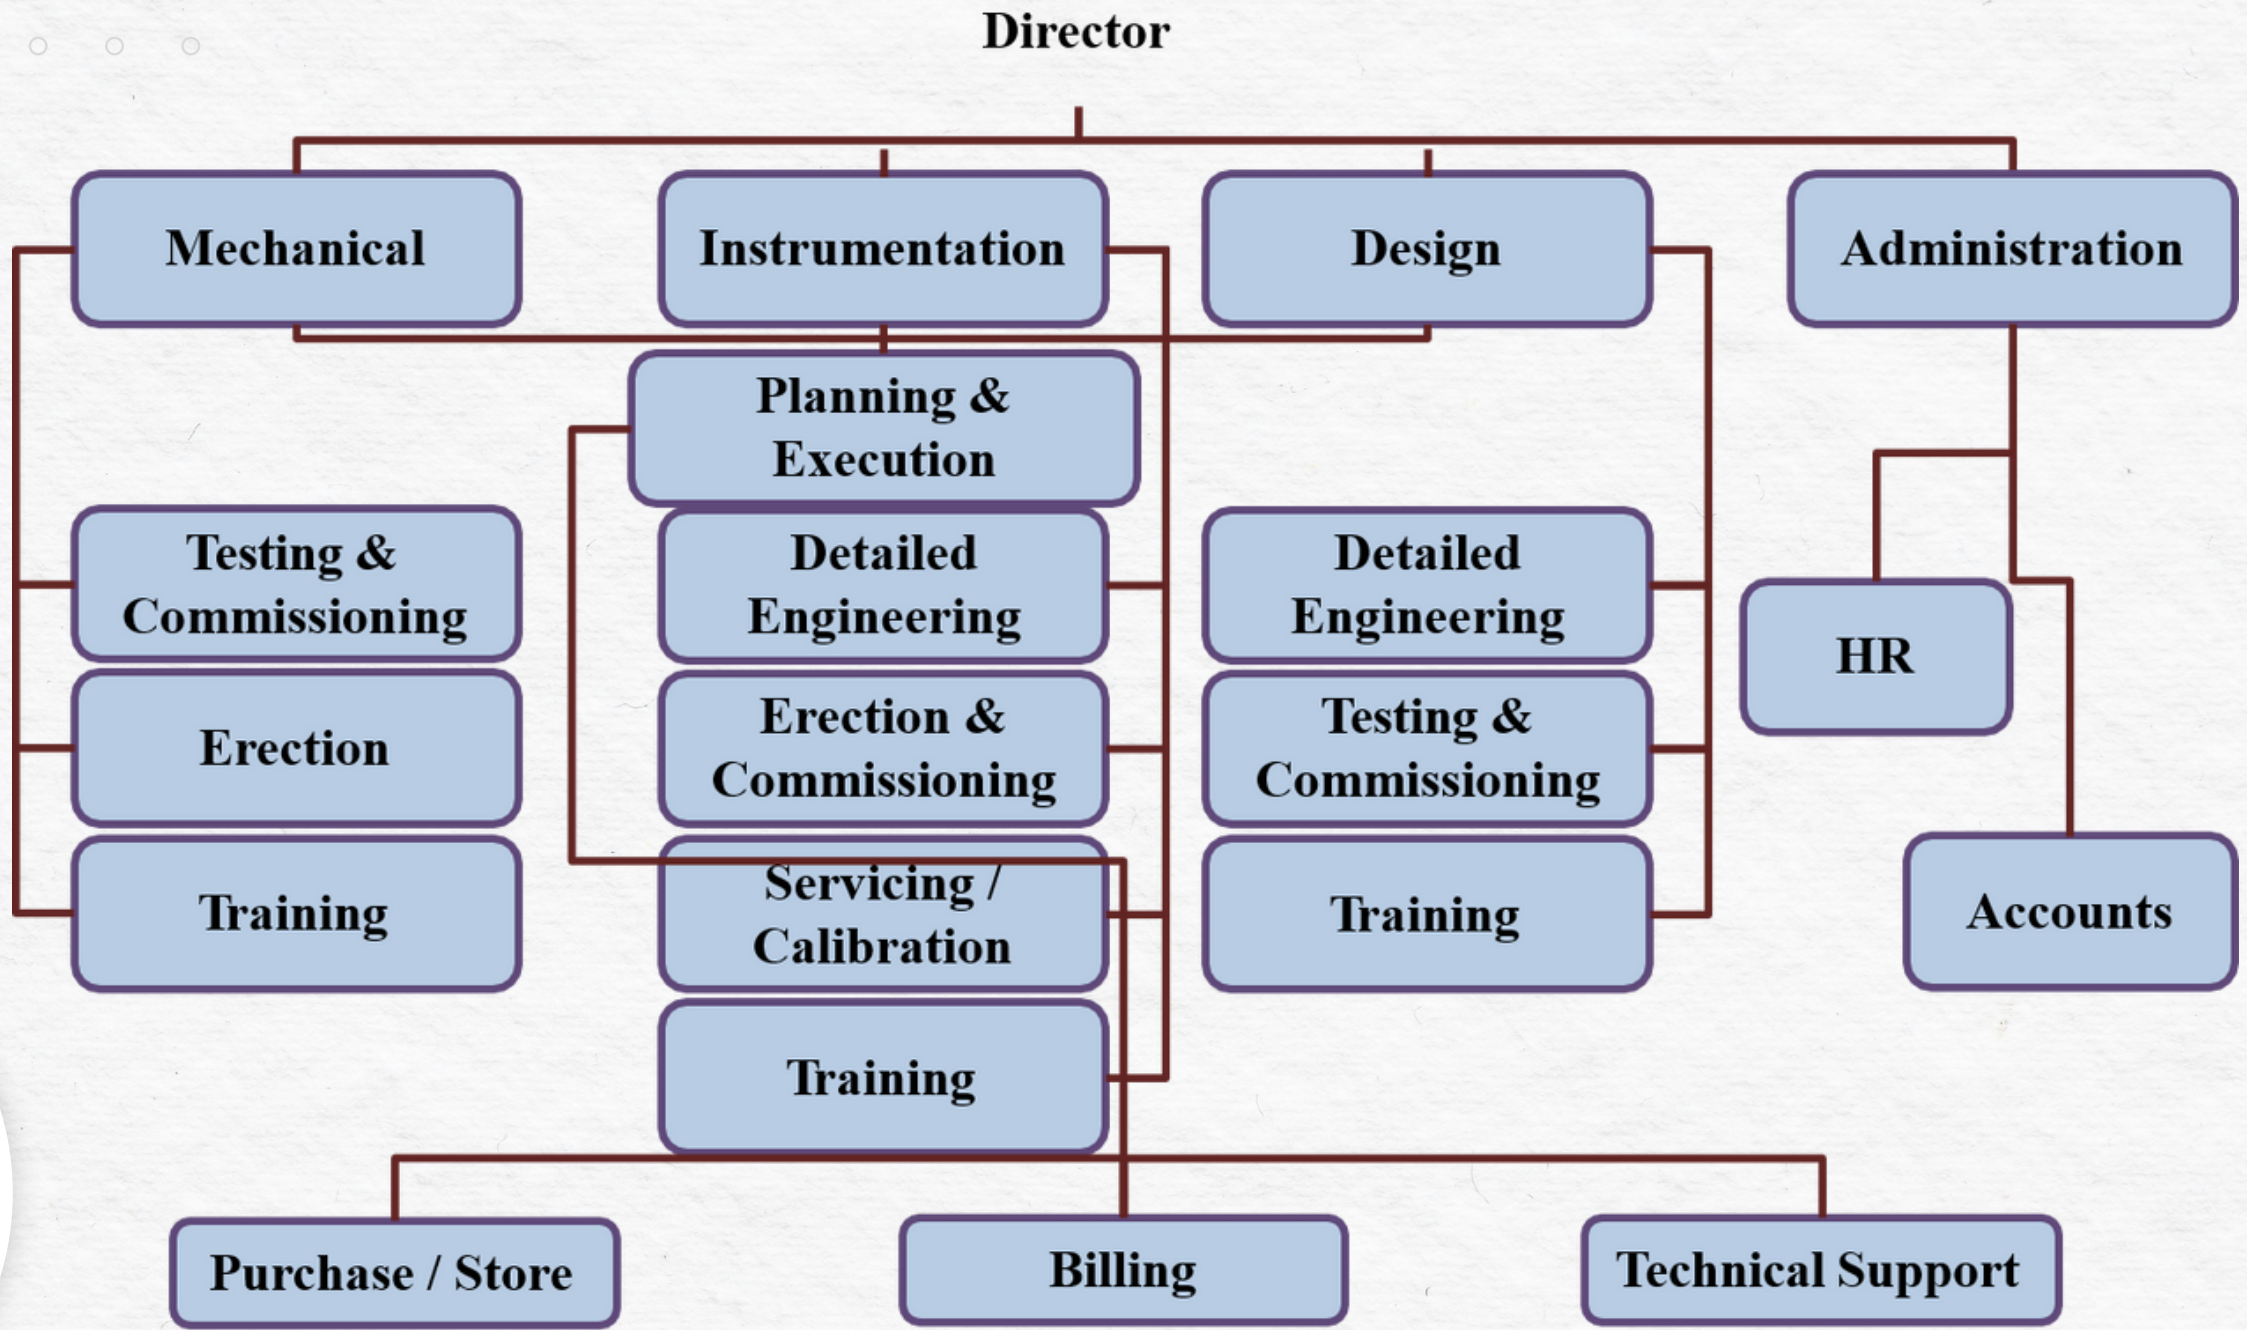 Director
Mechanical
Instrumentation
Design
Administration
Planning &
Execution
Testing &
Commissioning
Detailed
Engineering
Detailed
Engineering
HR
Erection
Erection &
Commissioning
Testing &
Commissioning
Training
Servicing /
Calibration
Training
Accounts
Training
Purchase / Store
Billing
Technical Support